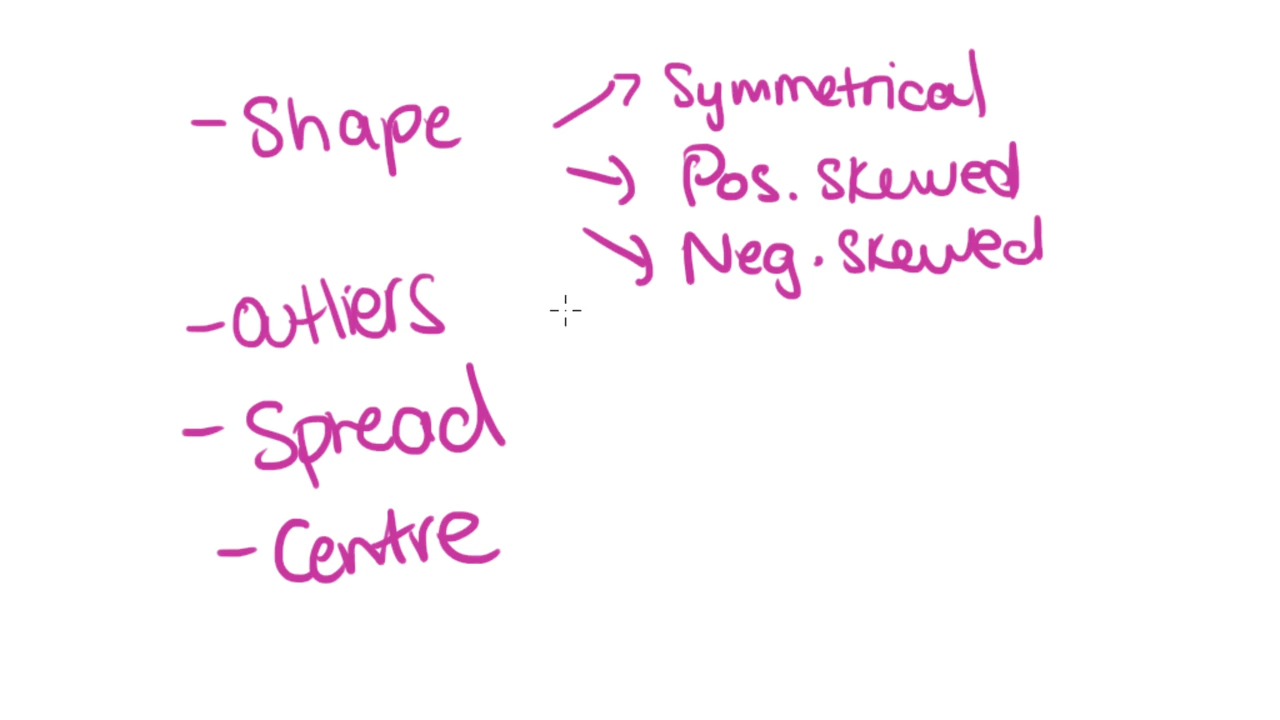 - Shape
Symmetrical
Pos. skewed
Neg. skewed
- outliers
- Spread
- Centre